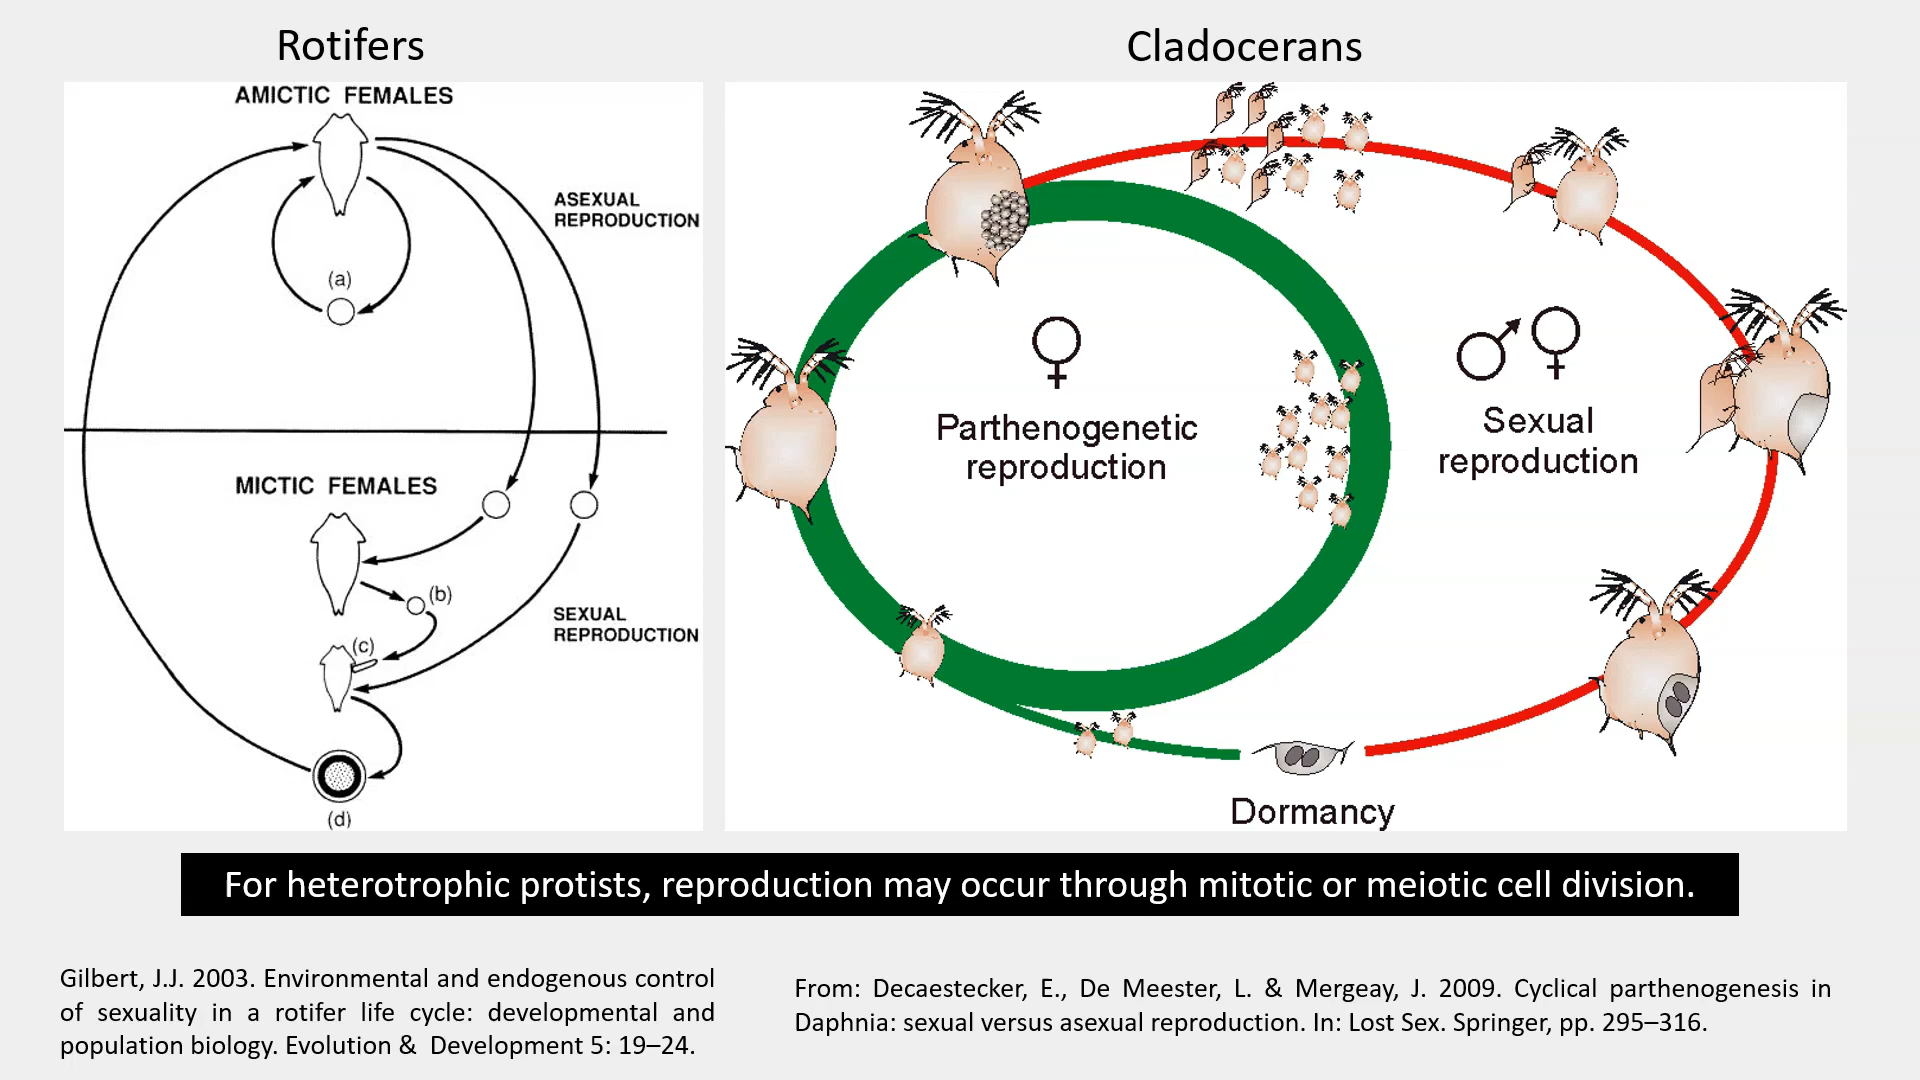 Rotifers
AMICTIC FEMALES
ASEXUAL
REPRODUCTION
(a)
MICTIC FEMALES
(b)
SEXUAL
REPRODUCTION
(c)
(d)
Cladocerans
♀
Parthenogenetic
reproduction
♂♀
Sexual
reproduction
Dormancy
For heterotrophic protists, reproduction may occur through mitotic or meiotic cell division.
Gilbert, J.J. 2003. Environmental and endogenous control
of sexuality in a rotifer life cycle: developmental and
population biology. Evolution & Development 5: 19–24.
From: Decaestecker, E., De Meester, L. & Mergeay, J. 2009. Cyclical parthenogenesis in
Daphnia: sexual versus asexual reproduction. In: Lost Sex. Springer, pp. 295–316.